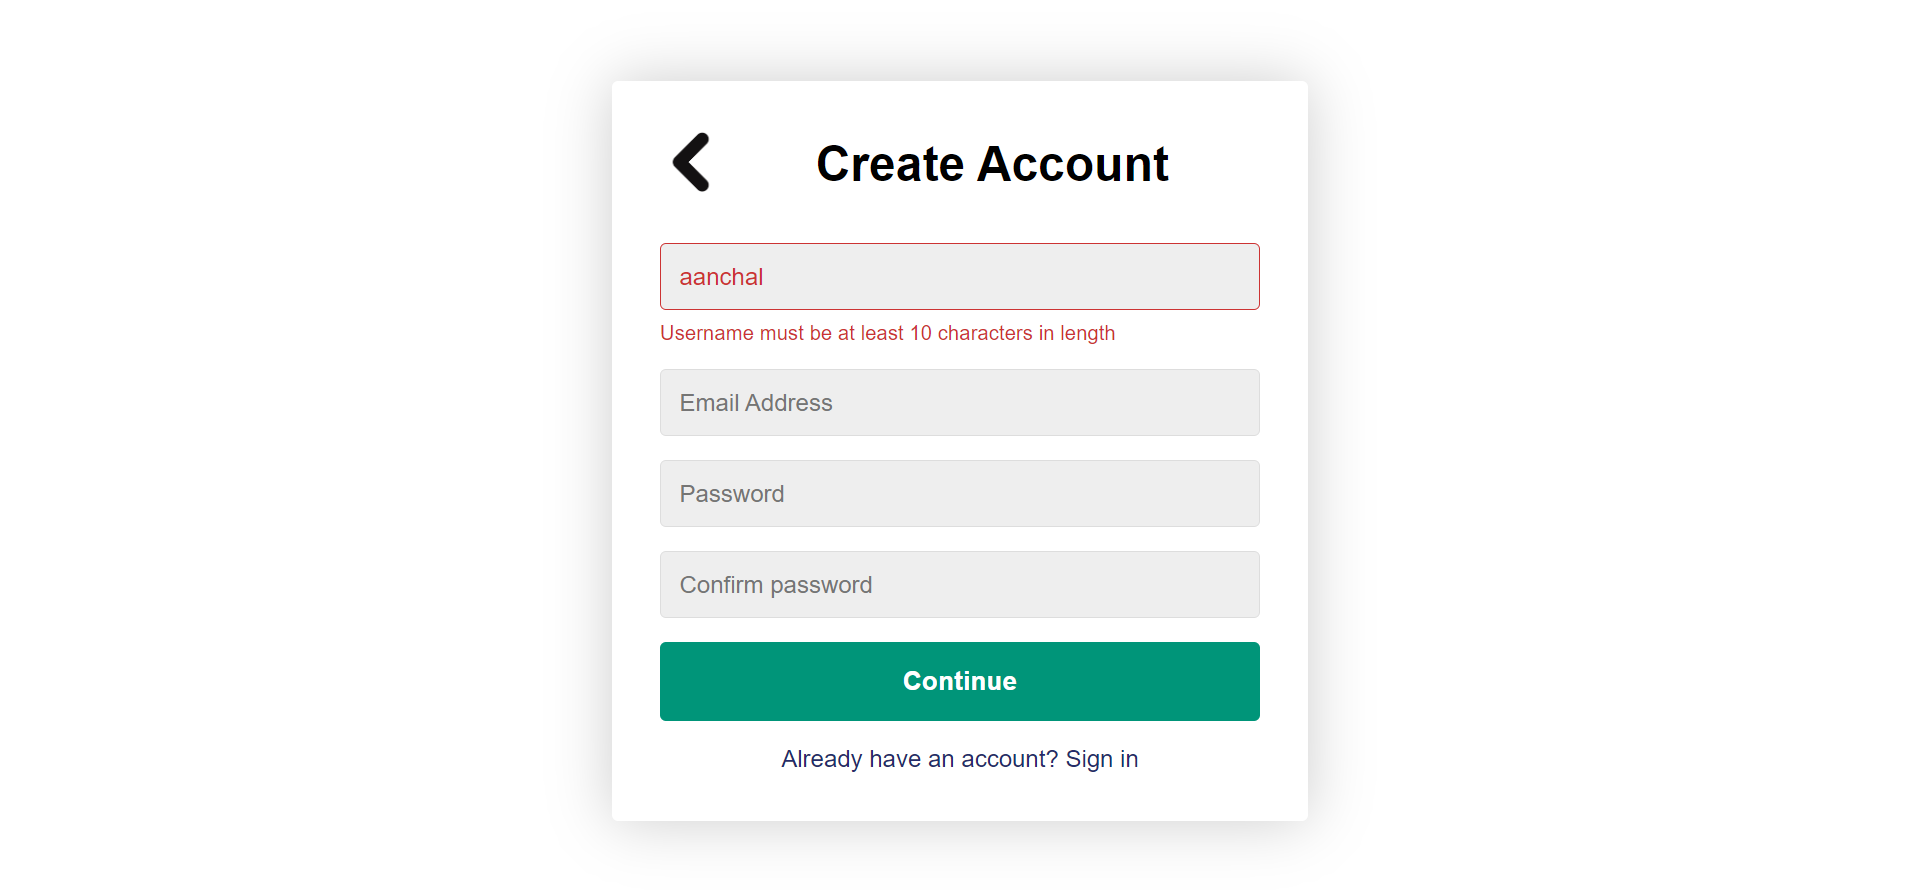 Create Account
aanchal
Username must be at least 10 characters in length
Email Address
Password
Confirm password
Continue
Already have an account? Sign in